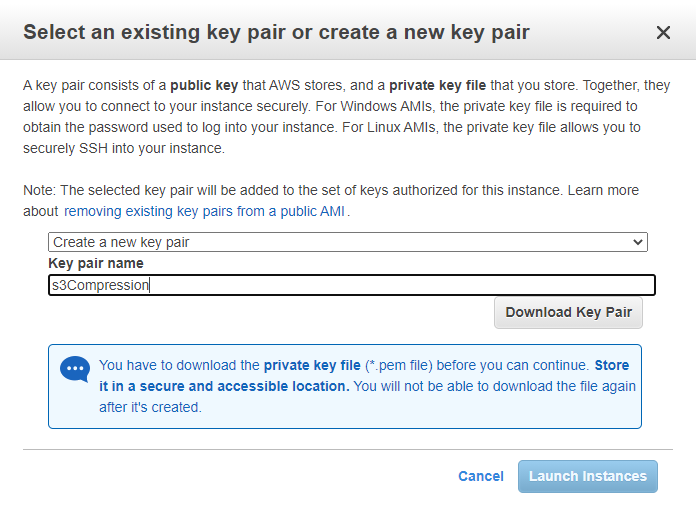 Select an existing key pair or create a new key pair
A key pair consists of a public key that AWS stores, and a private key file that you store. Together, they
allow you to connect to your instance securely. For Windows AMIs, the private key file is required to
obtain the password used to log into your instance. For Linux AMIs, the private key file allows you to
securely SSH into your instance.
Note: The selected key pair will be added to the set of keys authorized for this instance. Learn more
about removing existing key pairs from a public AMI .
Create a new key pair
Key pair name
s3Compression
Download Key Pair
You have to download the private key file (*.pem file) before you can continue. Store
it in a secure and accessible location. You will not be able to download the file again
after it's created.
Cancel Launch Instances